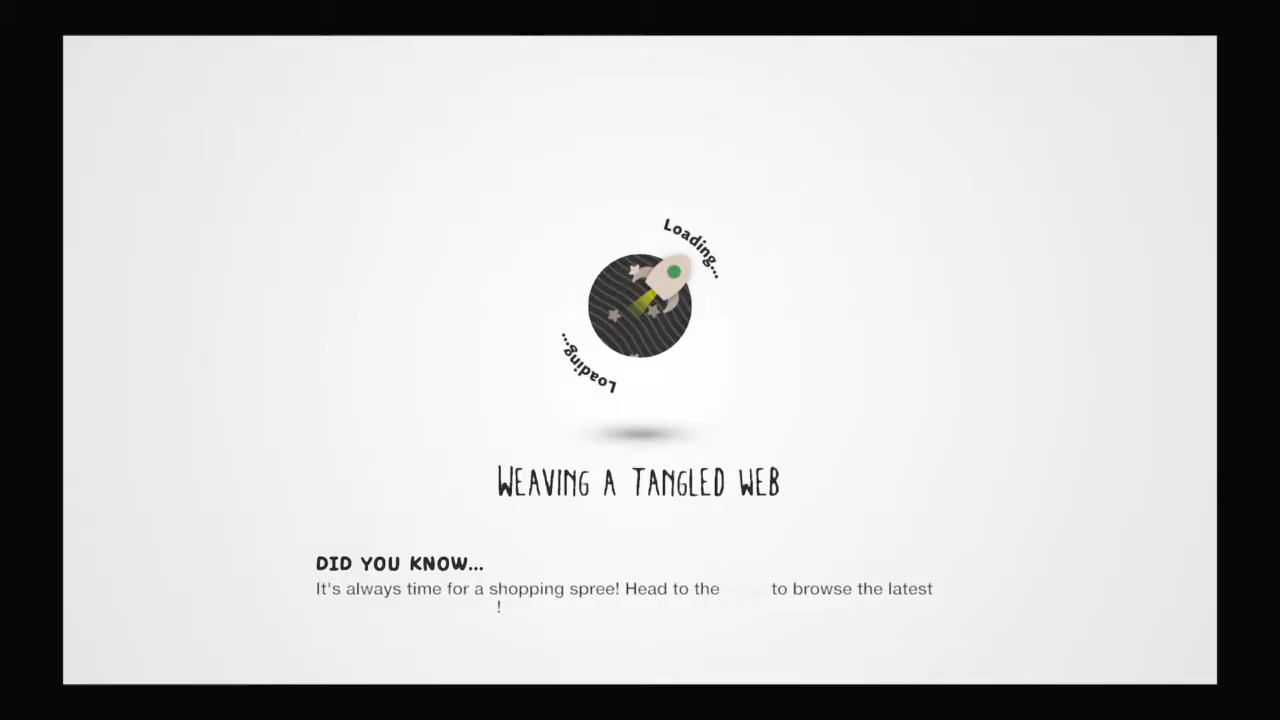 Loading...
Loading...
WEAVING A TANGLED WEB
DID YOU KNOW...
It's always time for a shopping spree! Head to the to browse the latest
!